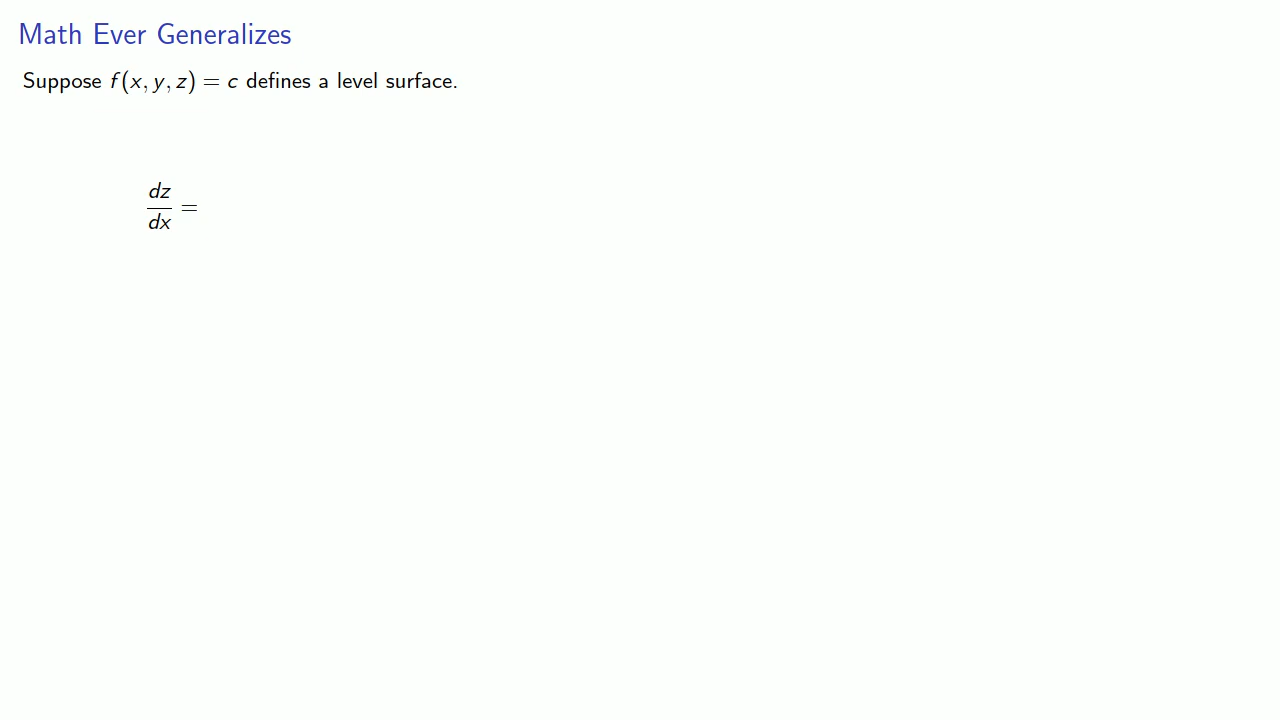 Math Ever Generalizes
Suppose f(x, y, z) = c defines a level surface.
dz
dx
=